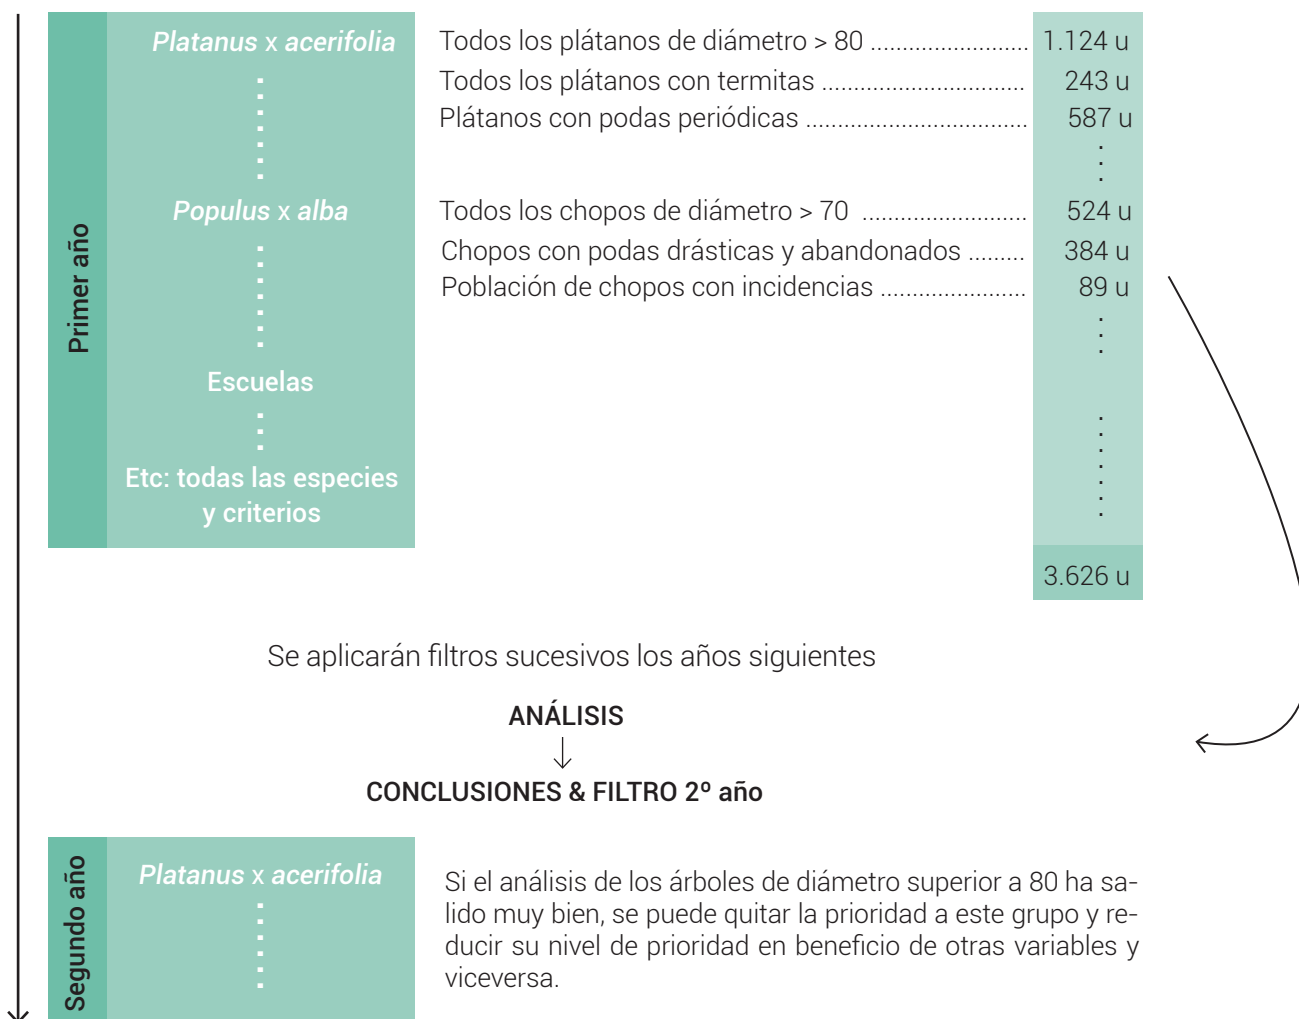 Primer año
Platanus x acerifolia
Todos los plátanos de diámetro > 80 ........................ 1.124 u
Todos los plátanos con termitas ............................... 243 u
Plátanos con podas periódicas .................................. 587 u
Populus x alba
Todos los chopos de diámetro > 70 ......................... 524 u
Chopos con podas drásticas y abandonados ......... 384 u
Población de chopos con incidencias ....................... 89 u
Escuelas
Etc: todas las especies
y criterios
3.626 u
Se aplicarán filtros sucesivos los años siguientes
ANÁLISIS
CONCLUSIONES & FILTRO 2º año
Segundo año
Platanus x acerifolia
Si el análisis de los árboles de diámetro superior a 80 ha sa-
lido muy bien, se puede quitar la prioridad a este grupo y re-
ducir su nivel de prioridad en beneficio de otras variables y
viceversa.